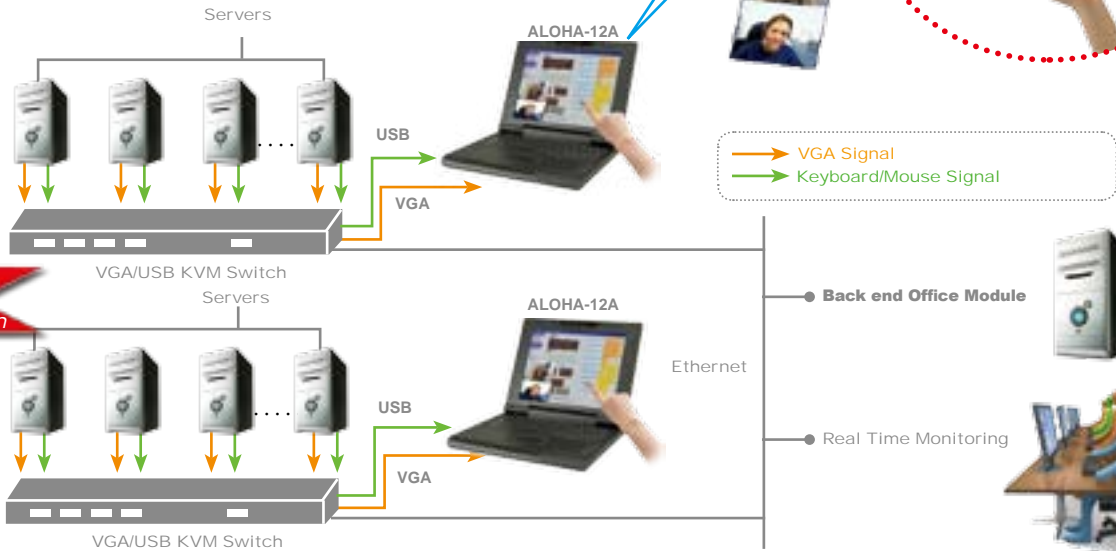 Servers
ALOHA-12A
USB
VGA
VGA Signal
Keyboard/Mouse Signal
VGA/USB KVM Switch
Servers
ALOHA-12A
Back end Office Module
Ethernet
USB
Real Time Monitoring
VGA
VGA/USB KVM Switch